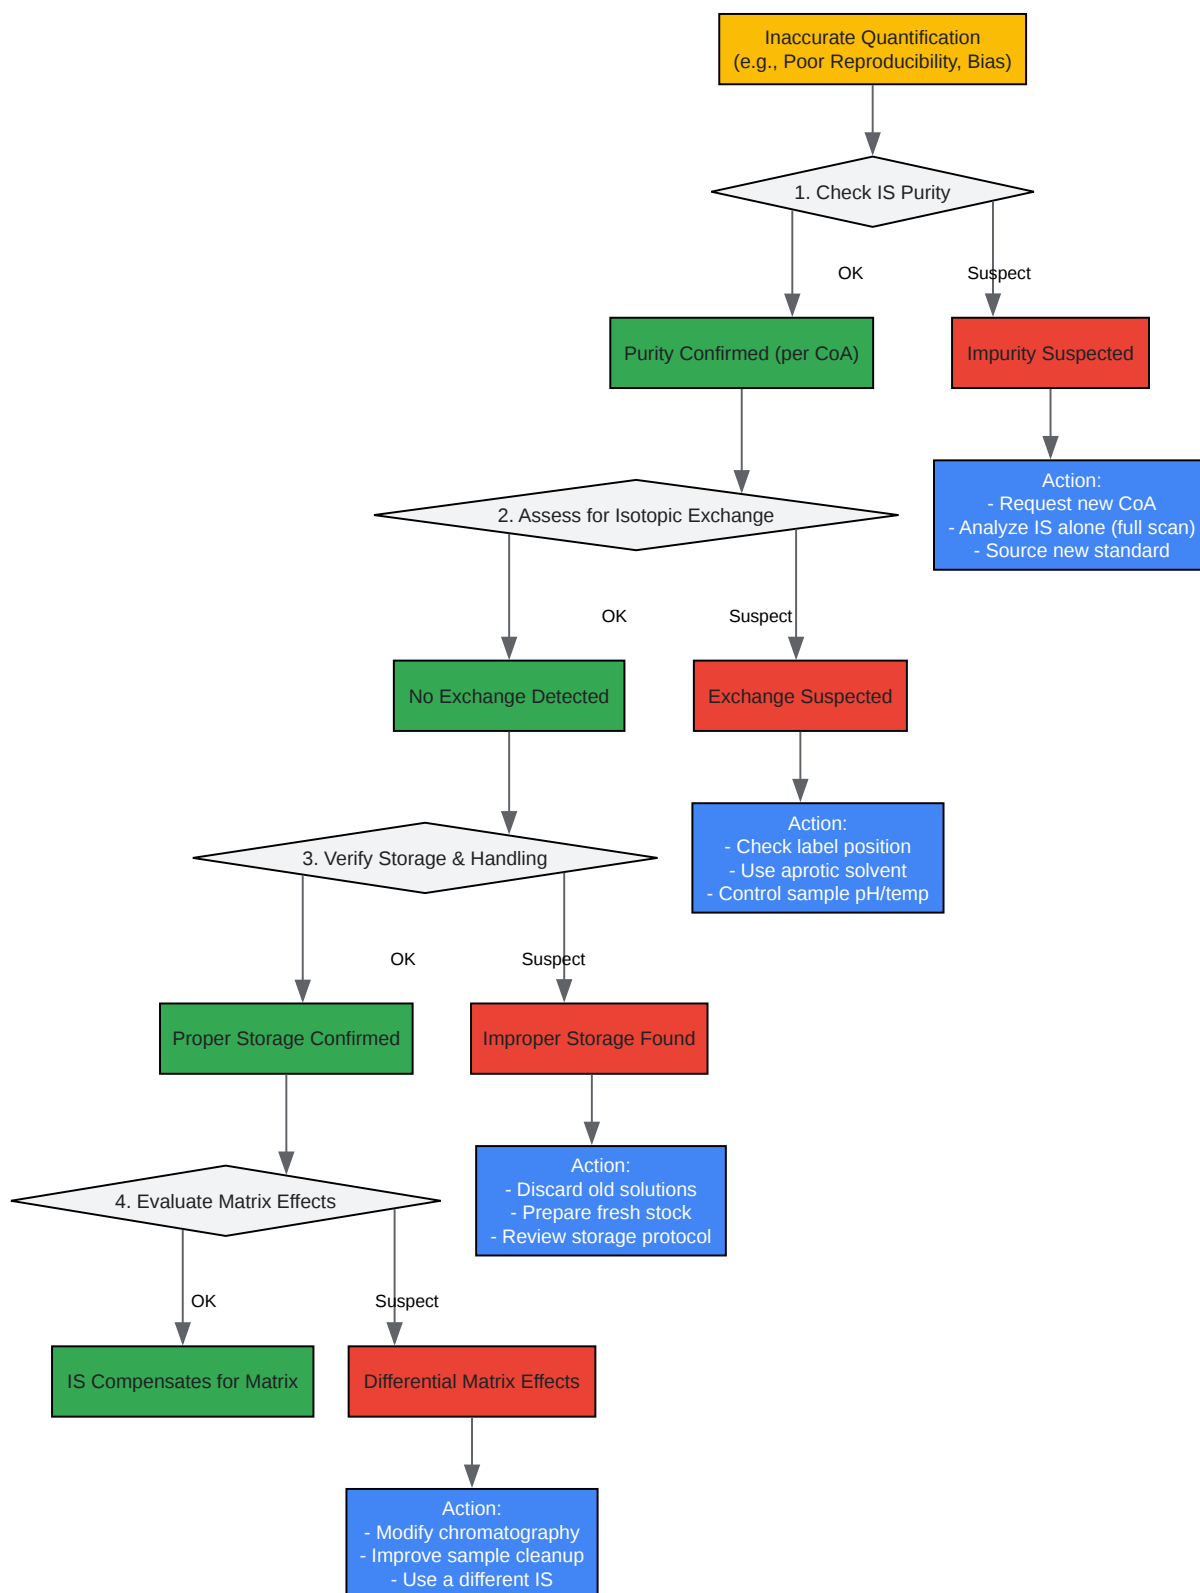 Inaccurate Quantification
(e.g., Poor Reproducibility, Bias)
1. Check IS Purity
OK
Suspect
Purity Confirmed (per CoA)
Impurity Suspected
Action:
- Request new CoA
- Analyze IS alone (full scan)
- Source new standard
2. Assess for Isotopic Exchange
OK
Suspect
No Exchange Detected
Exchange Suspected
Action:
- Check label position
- Use aprotic solvent
- Control sample pH/temp
3. Verify Storage & Handling
OK
Suspect
Proper Storage Confirmed
Improper Storage Found
Action:
- Discard old solutions
- Prepare fresh stock
- Review storage protocol
4. Evaluate Matrix Effects
OK
Suspect
IS Compensates for Matrix
Differential Matrix Effects
Action:
- Modify chromatography
- Improve sample cleanup
- Use a different IS